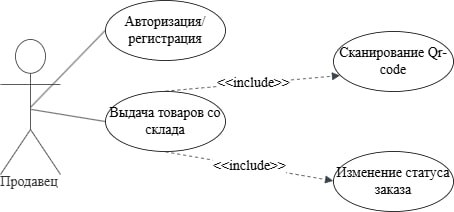 Авторизация/
регистрация
Сканирование Qr-
code
<<include>>
Выдача товаров со
склада
<<include>>
Продавец
Изменение статуса
заказа